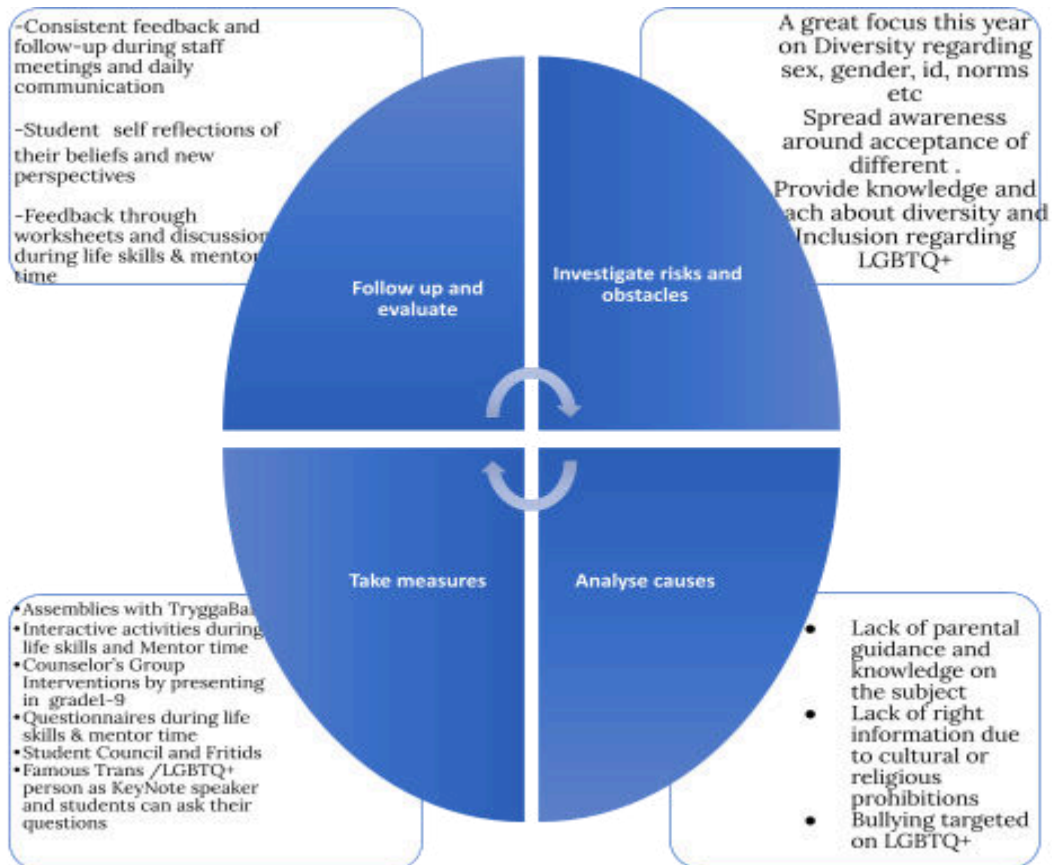 -Consistent feedback and
follow-up during staff
meetings and daily
communication
-Student self reflections of
their beliefs and new
perspectives
-Feedback through
worksheets and discussion
during life skills & mentor
time
A great focus this year
on Diversity regarding
sex, gender, id, norms
etc
Spread awareness
around acceptance of
different .
Provide knowledge and
ach about diversity and
Inclusion regarding
LGBTQ+
Follow up and
evaluate
Investigate risks and
obstacles
Take measures
Analyse causes
•Assemblies with TryggaBa
•Interactive activities during
life skills and Mentor time
•Counselor's Group
Interventions by presenting
in grade1-9
•Questionnaires during life
skills & mentor time
•Student Council and Fritids
•Famous Trans /LGBTQ+
person as KeyNote speaker
and students can ask their
questions
● Lack of parental
guidance and
knowledge on
the subject
● Lack of right
information due
to cultural or
religious
prohibitions
● Bullying targeted
on LGBTQ+